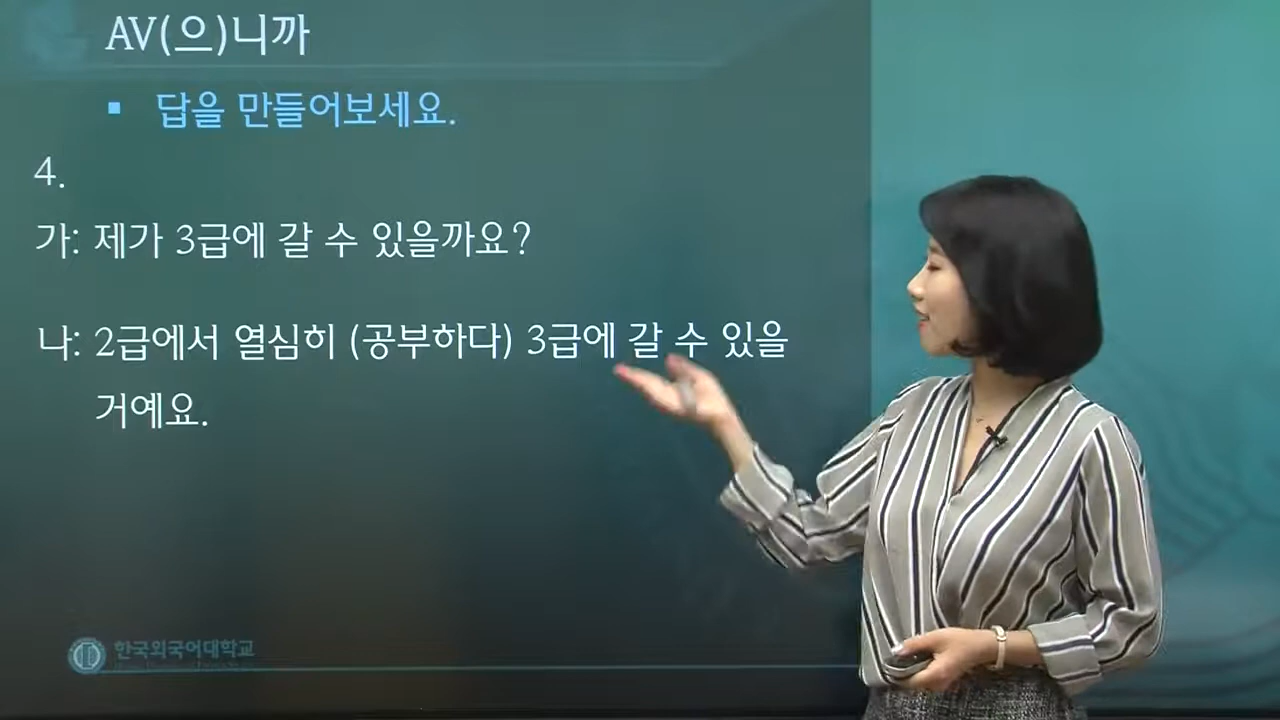 AV(으)니까
▪ 답을 만들어보세요.
4.
가: 제가 3급에 갈 수 있을까요?
나: 2급에서 열심히 (공부하다) 3급에 갈 수 있을
거예요.
한국외국어대학교